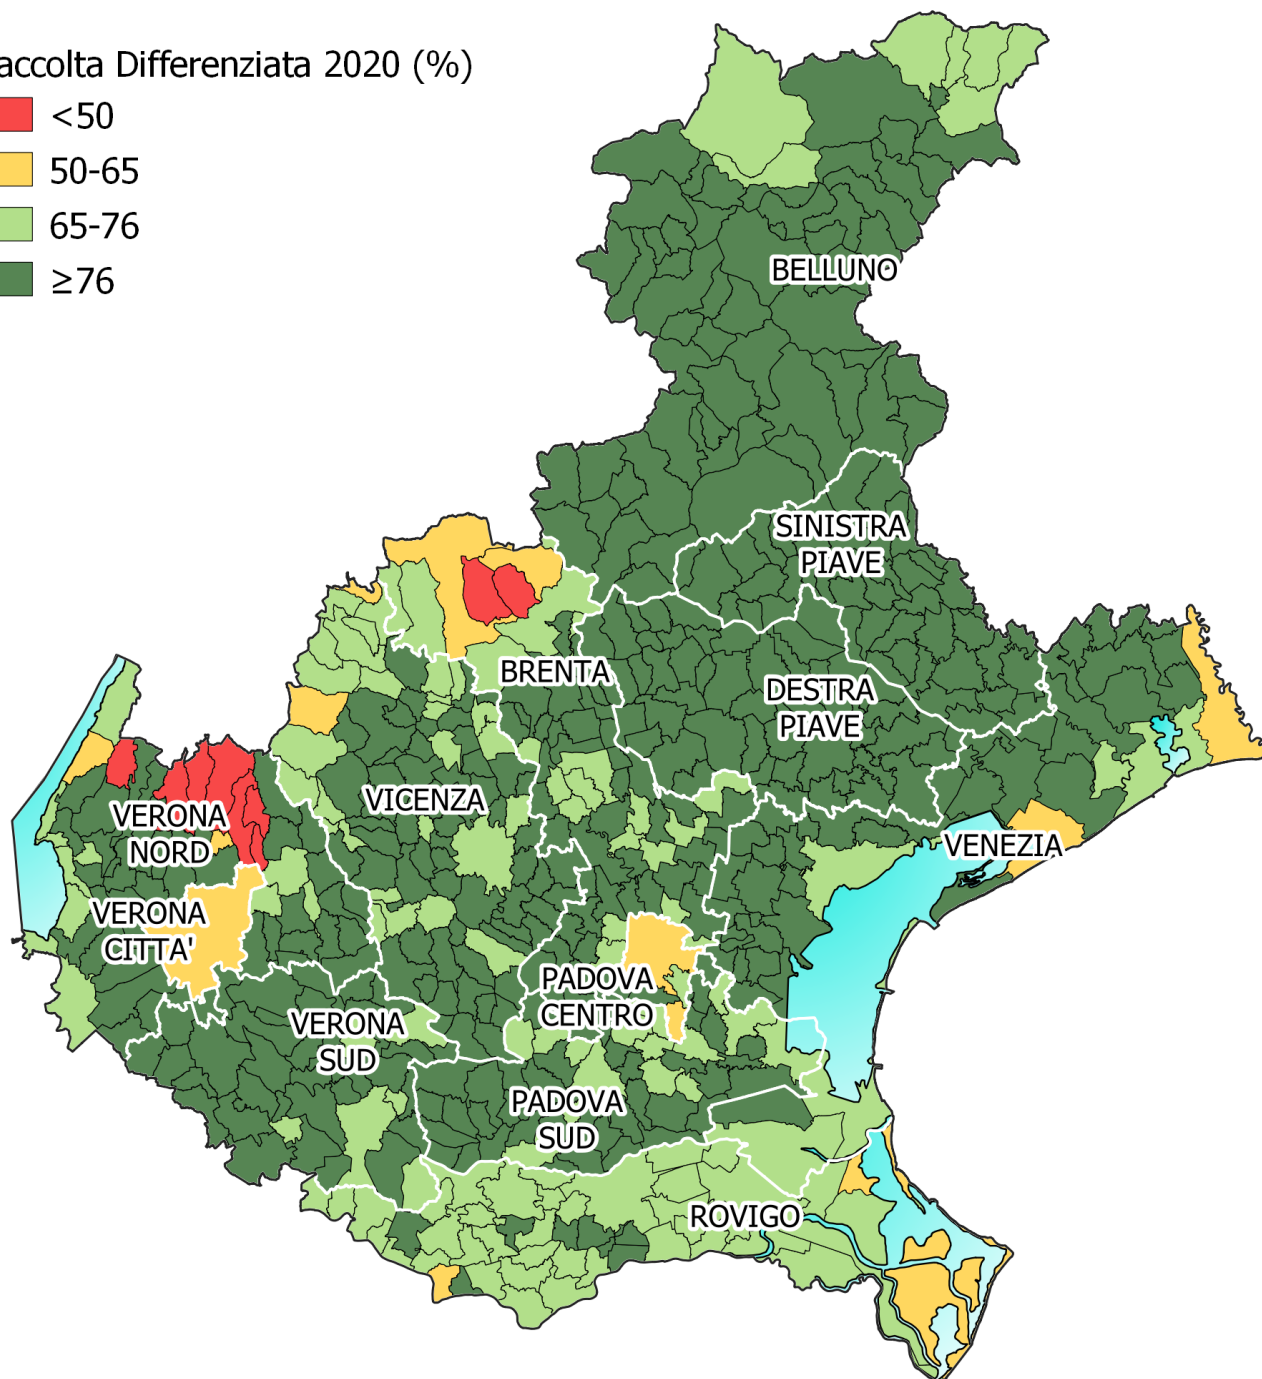 accolta Differenziata 2020 (%)
<50
50-65
65-76
≥76
BELLUNO
SINISTRA
PIAVE
BRENTA
DESTRA
PIAVE
VICENZA
VERONA
NORD
VENEZIA
VERONA
CITTA'
PADOVA
CENTRO
VERONA
SUD
PADOVA
SUD
ROVIGO